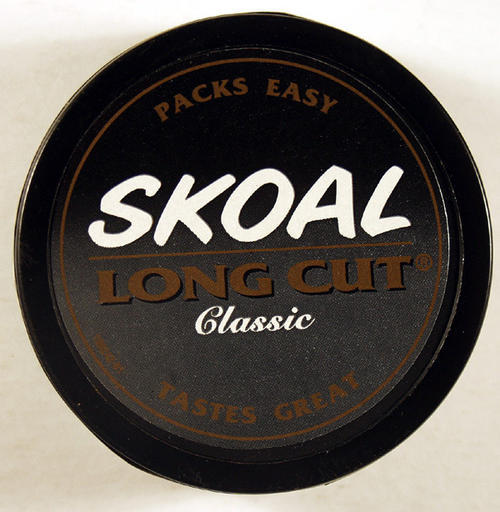 PACKS EASY
SKOAL
LONG CUT®
Classic
TASTES GREAT